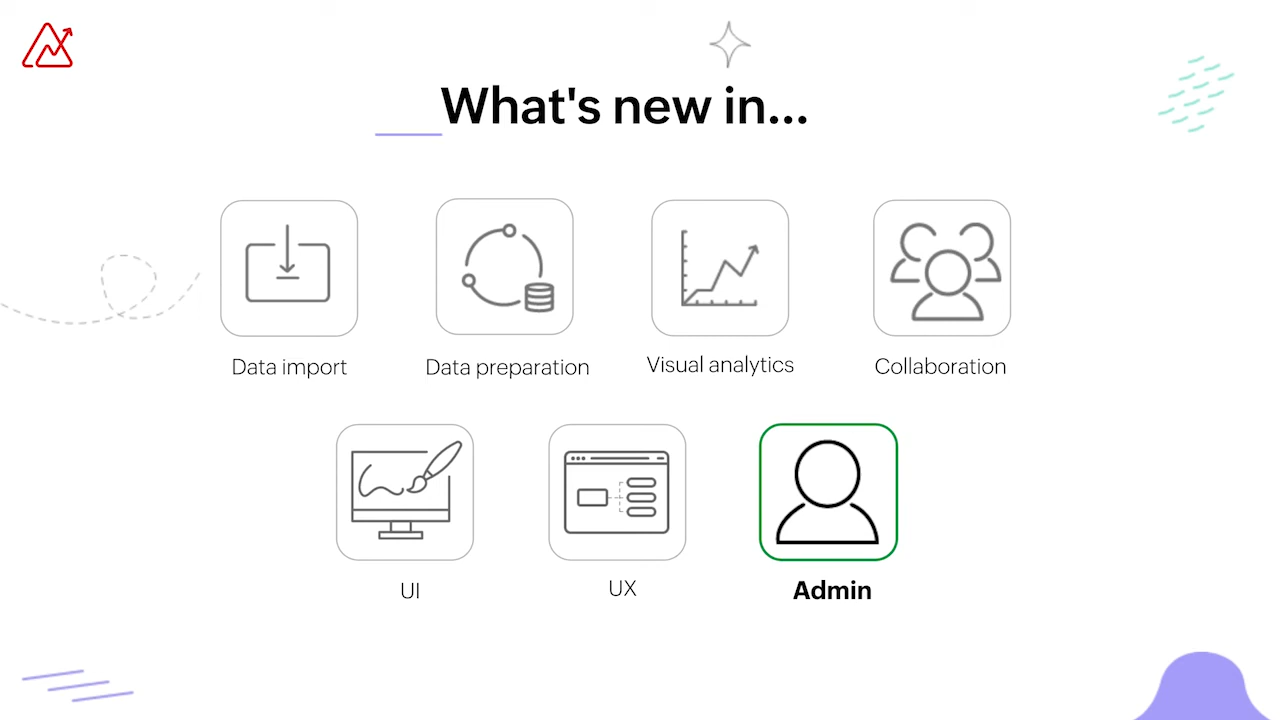 What's new in...
Data import
Data preparation
Visual analytics
Collaboration
UI
UX
Admin